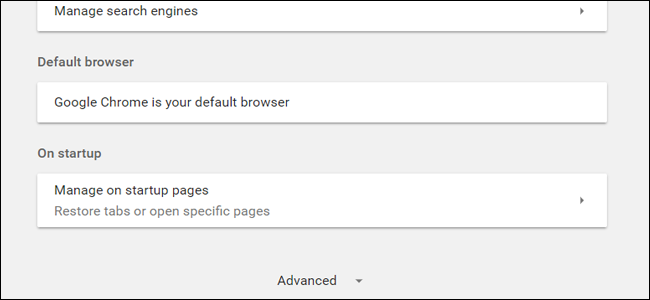 Manage search engines
Default browser
Google Chrome is your default browser
On startup
Manage on startup pages
Restore tabs or open specific pages
Advanced